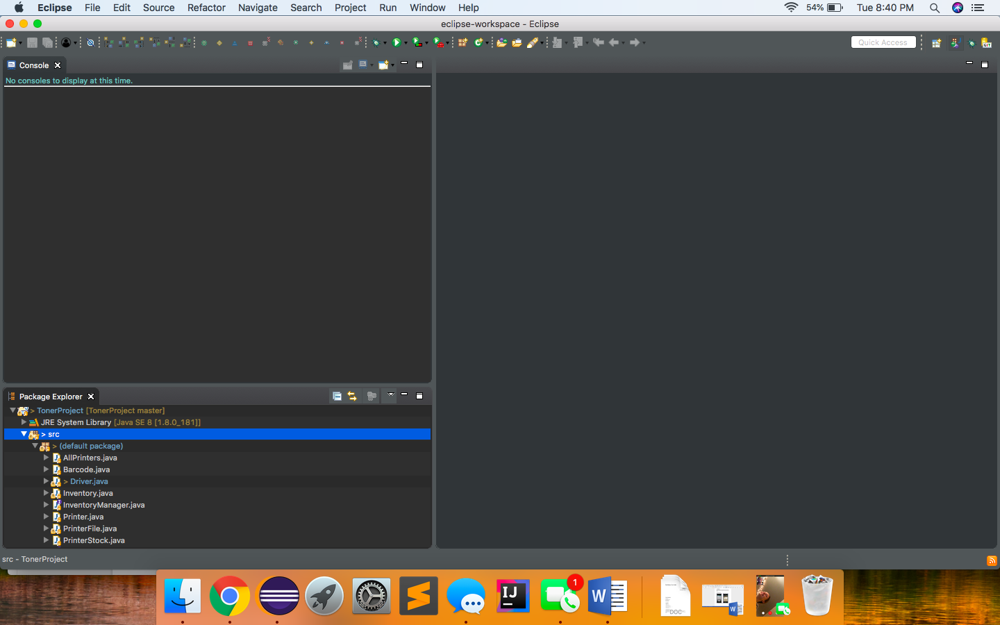 Eclipse File Edit Source Refactor Navigate Search Project Run Window Help 54% Tue 8:40 PM
eclipse-workspace - Eclipse
Quick Access
GIT
Console
No consoles to display at this time.
Package Explorer
> TonerProject [TonerProject master]
JRE System Library [Java SE 8 [1.8.0_181]]
> src
> (default package)
AllPrinters.java
Barcode.java
> Driver.java
Inventory.java
InventoryManager.java
Printer.java
PrinterFile.java
PrinterStock.java
src - TonerProject
1
IJ
W
W
DOC